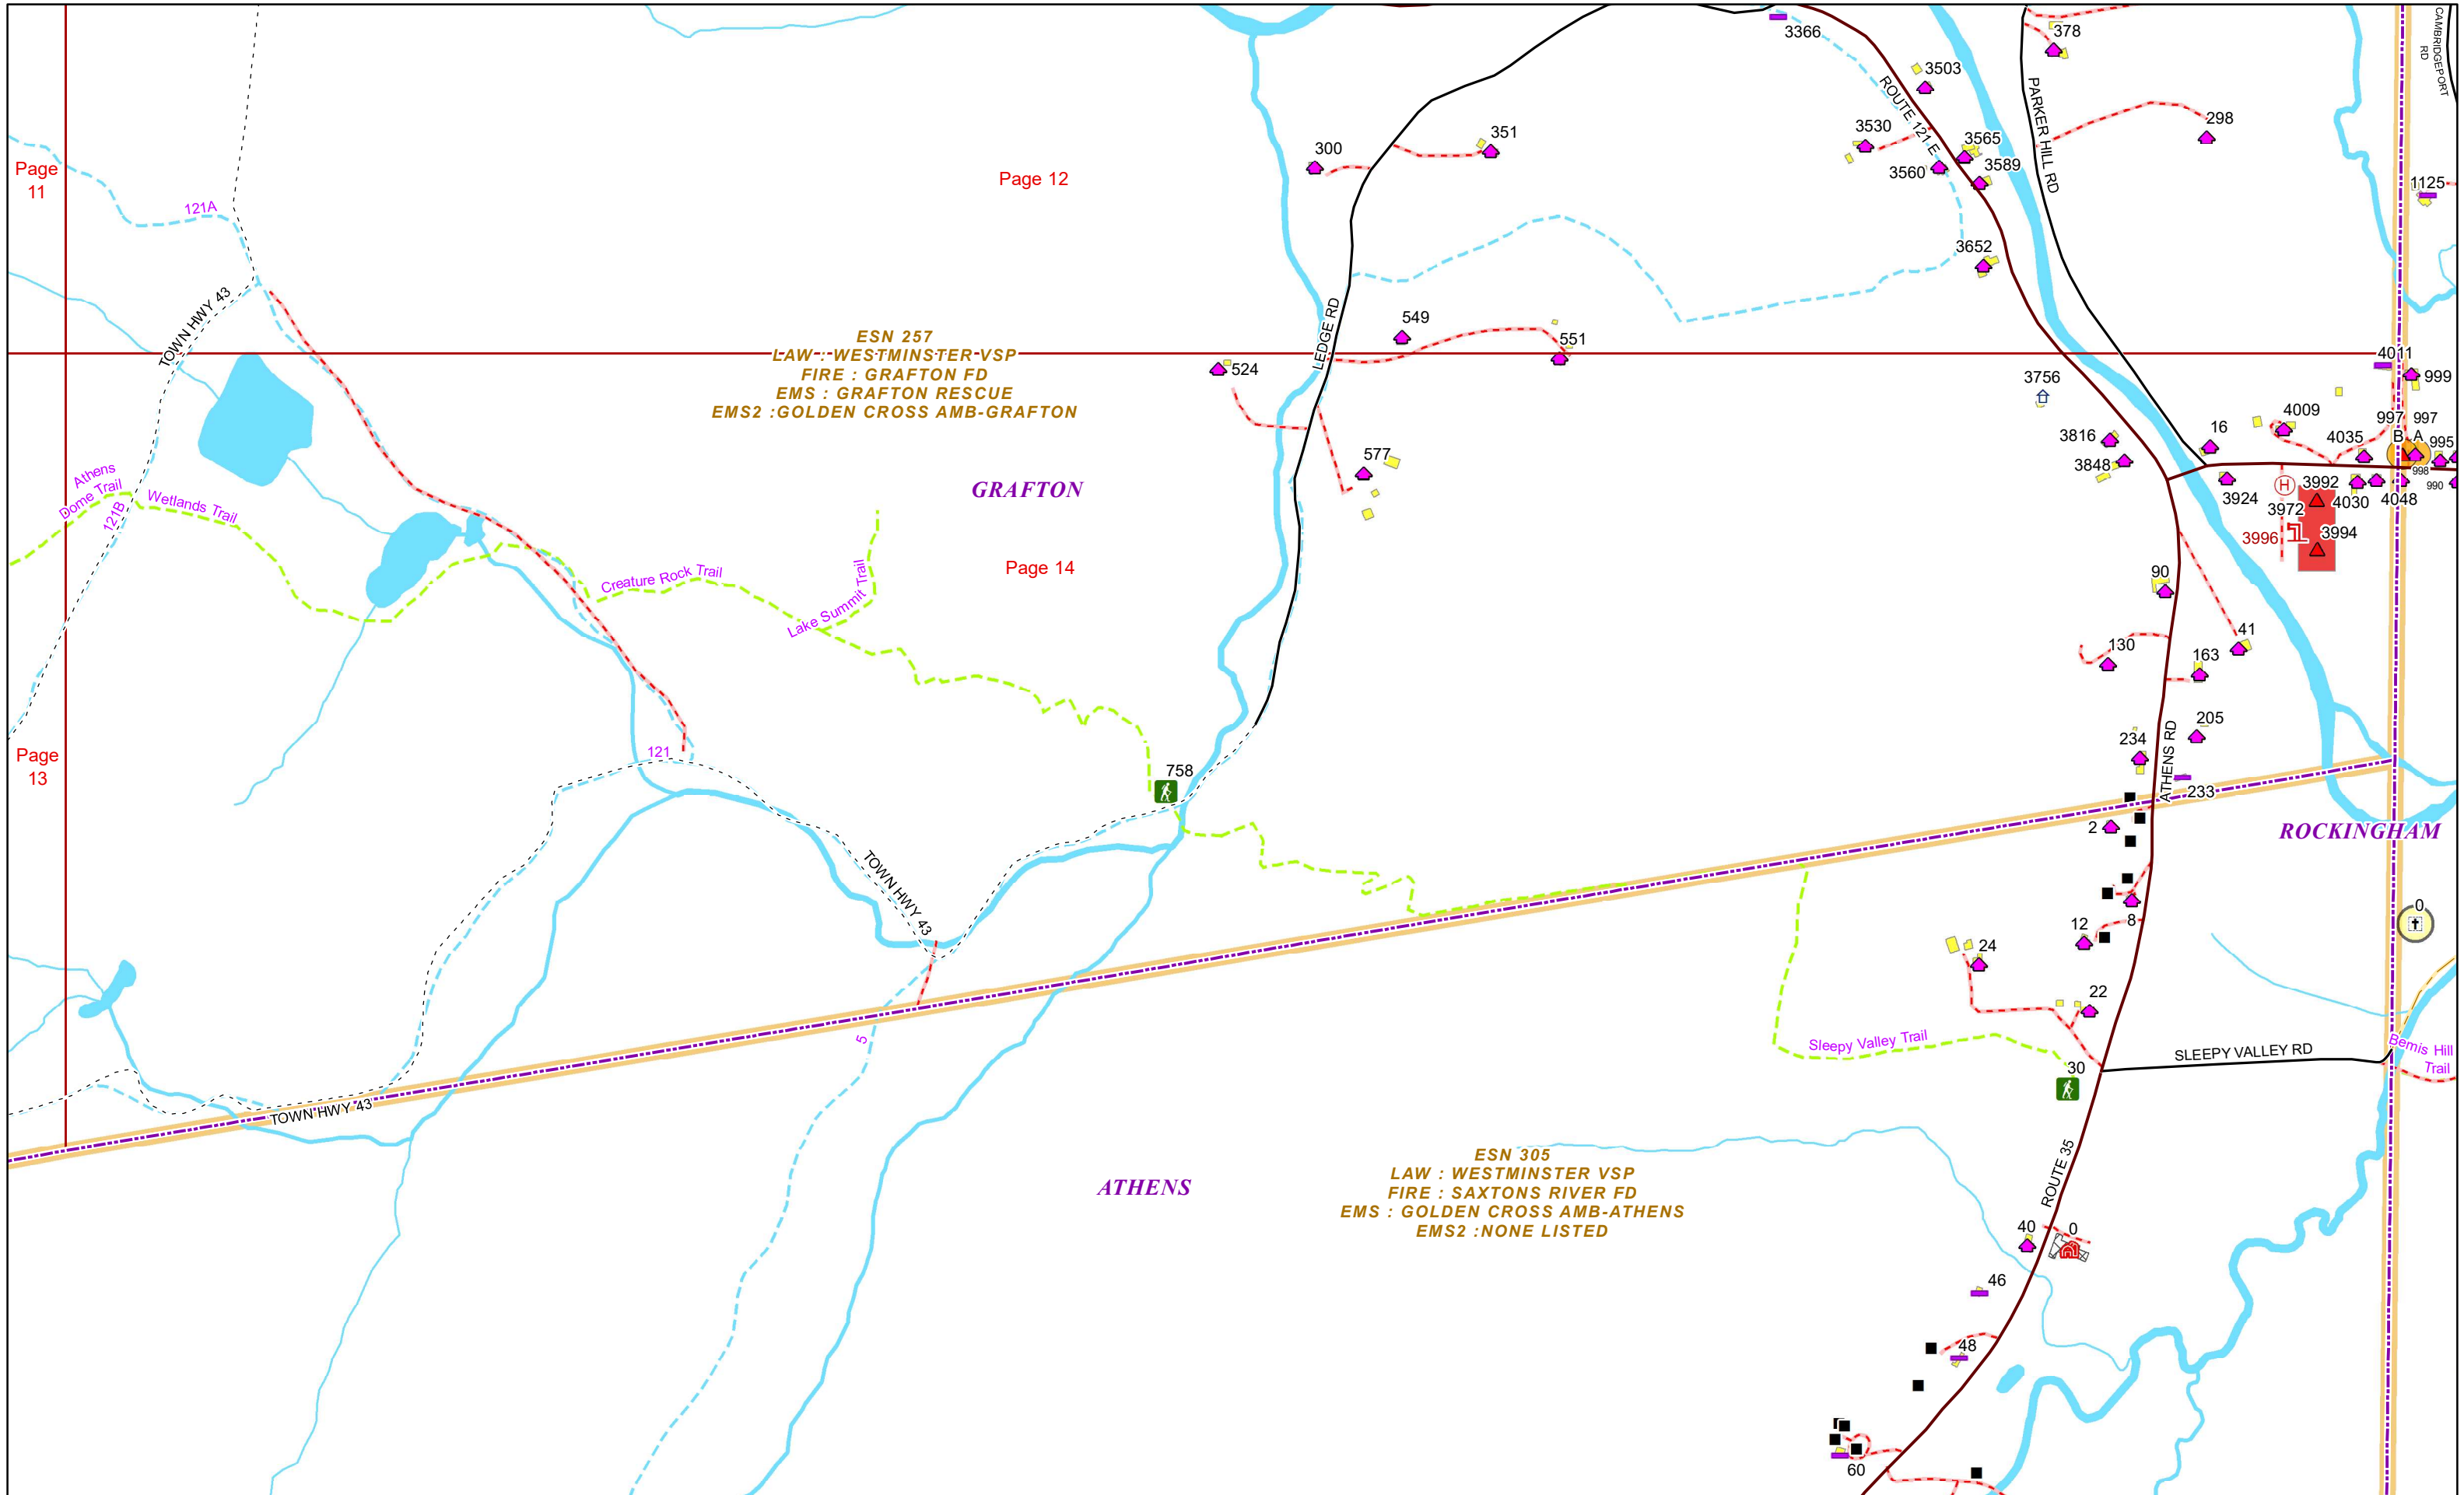 3366
378
CAMBRIDGEPORT
RD
3503
ROUTE 121 E
PARKER HILL RD
351
300
3530
3565
298
3589
3560
Page
11
Page 12
1125
121A
3652
TOWN HWY 43
ESN 257
LAW : WESTMINSTER VSP
FIRE : GRAFTON FD
EMS : GRAFTON RESCUE
EMS2 :GOLDEN CROSS AMB-GRAFTON
LEDGE RD
549
551
524
4011
999
3756
4009
997
997
16
3816
4035
B
A
995
577
3848
998
Athens
Dome Trail
121B
Wetlands Trail
GRAFTON
3924
H
3992
3972
4030
4048
990
3996
3994
Page 14
Creature Rock Trail
Lake Summit Trail
90
41
130
163
205
234
ATHENS RD
Page
13
121
758
233
2
ROCKINGHAM
TOWN HWY 43
0
12
8
24
22
5
Sleepy Valley Trail
SLEEPY VALLEY RD
Bemis Hill
Trail
30
TOWN HWY 43
ATHENS
ESN 305
LAW : WESTMINSTER VSP
FIRE : SAXTONS RIVER FD
EMS : GOLDEN CROSS AMB-ATHENS
EMS2 :NONE LISTED
ROUTE 35
40
0
46
48
60